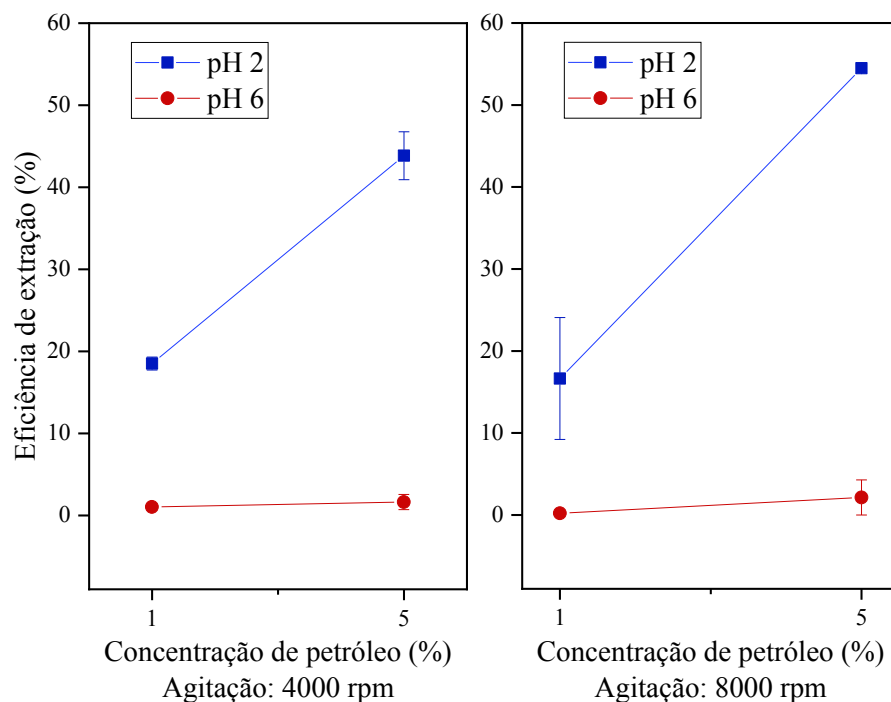 Eficiência de extração (%)
60
50
40
30
20
10
0
pH 2
pH 6
1
5
Concentração de petróleo (%)
Agitação: 4000 rpm
60
50
40
30
20
10
0
pH 2
pH 6
1
5
Concentração de petróleo (%)
Agitação: 8000 rpm